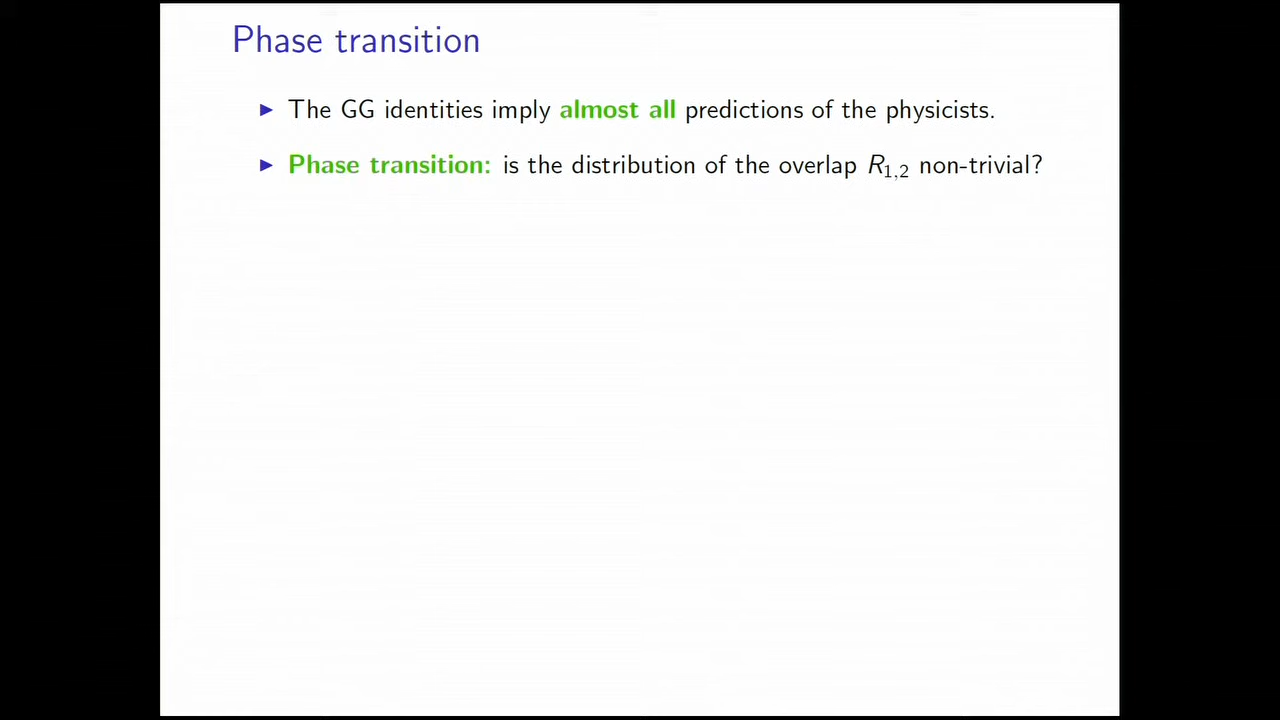 Phase transition
▶ The GG identities imply almost all predictions of the physicists.
▶ Phase transition: is the distribution of the overlap R₁,₂ non-trivial?